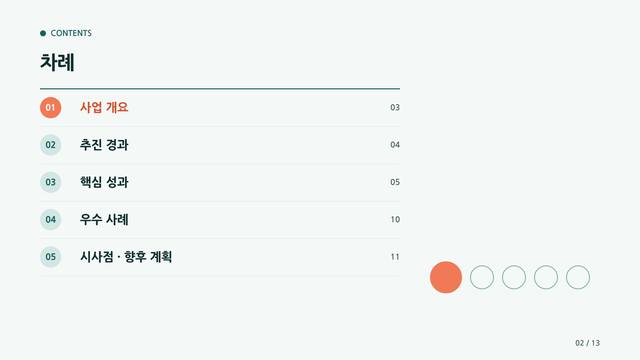 CONTENTS
차례
01 사업 개요 03
02 추진 경과 04
03 핵심 성과 05
04 우수 사례 10
05 시사점 · 향후 계획 11
02 / 13